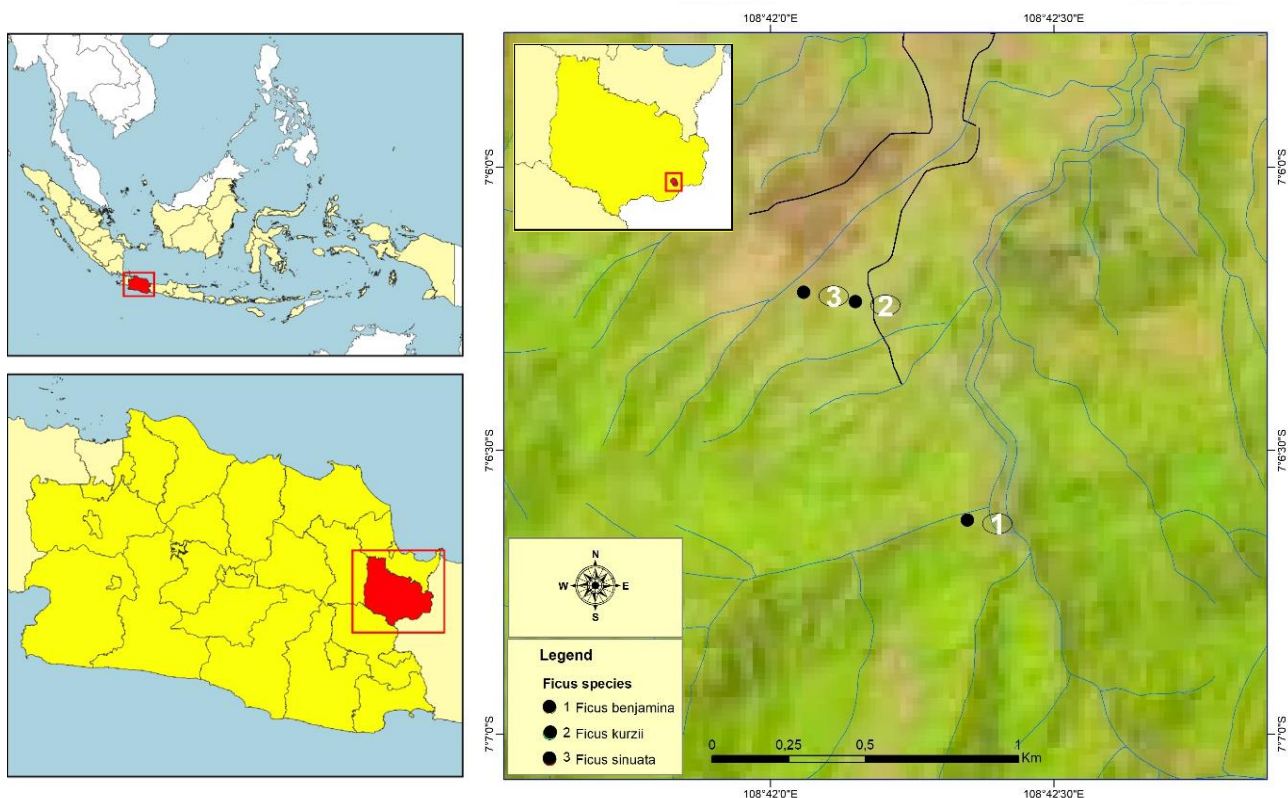 108°42'0"E 108°42'30"E
7°6'0"S 7°6'0"S
3 2
7°6'30"S 7°6'30"S
1
N
W E
S
Legend
Ficus species
1 Ficus benjamina
2 Ficus kurzii
3 Ficus sinuata
0 0,25 0,5 1
Km
7°7'0"S 7°7'0"S
108°42'0"E 108°42'30"E